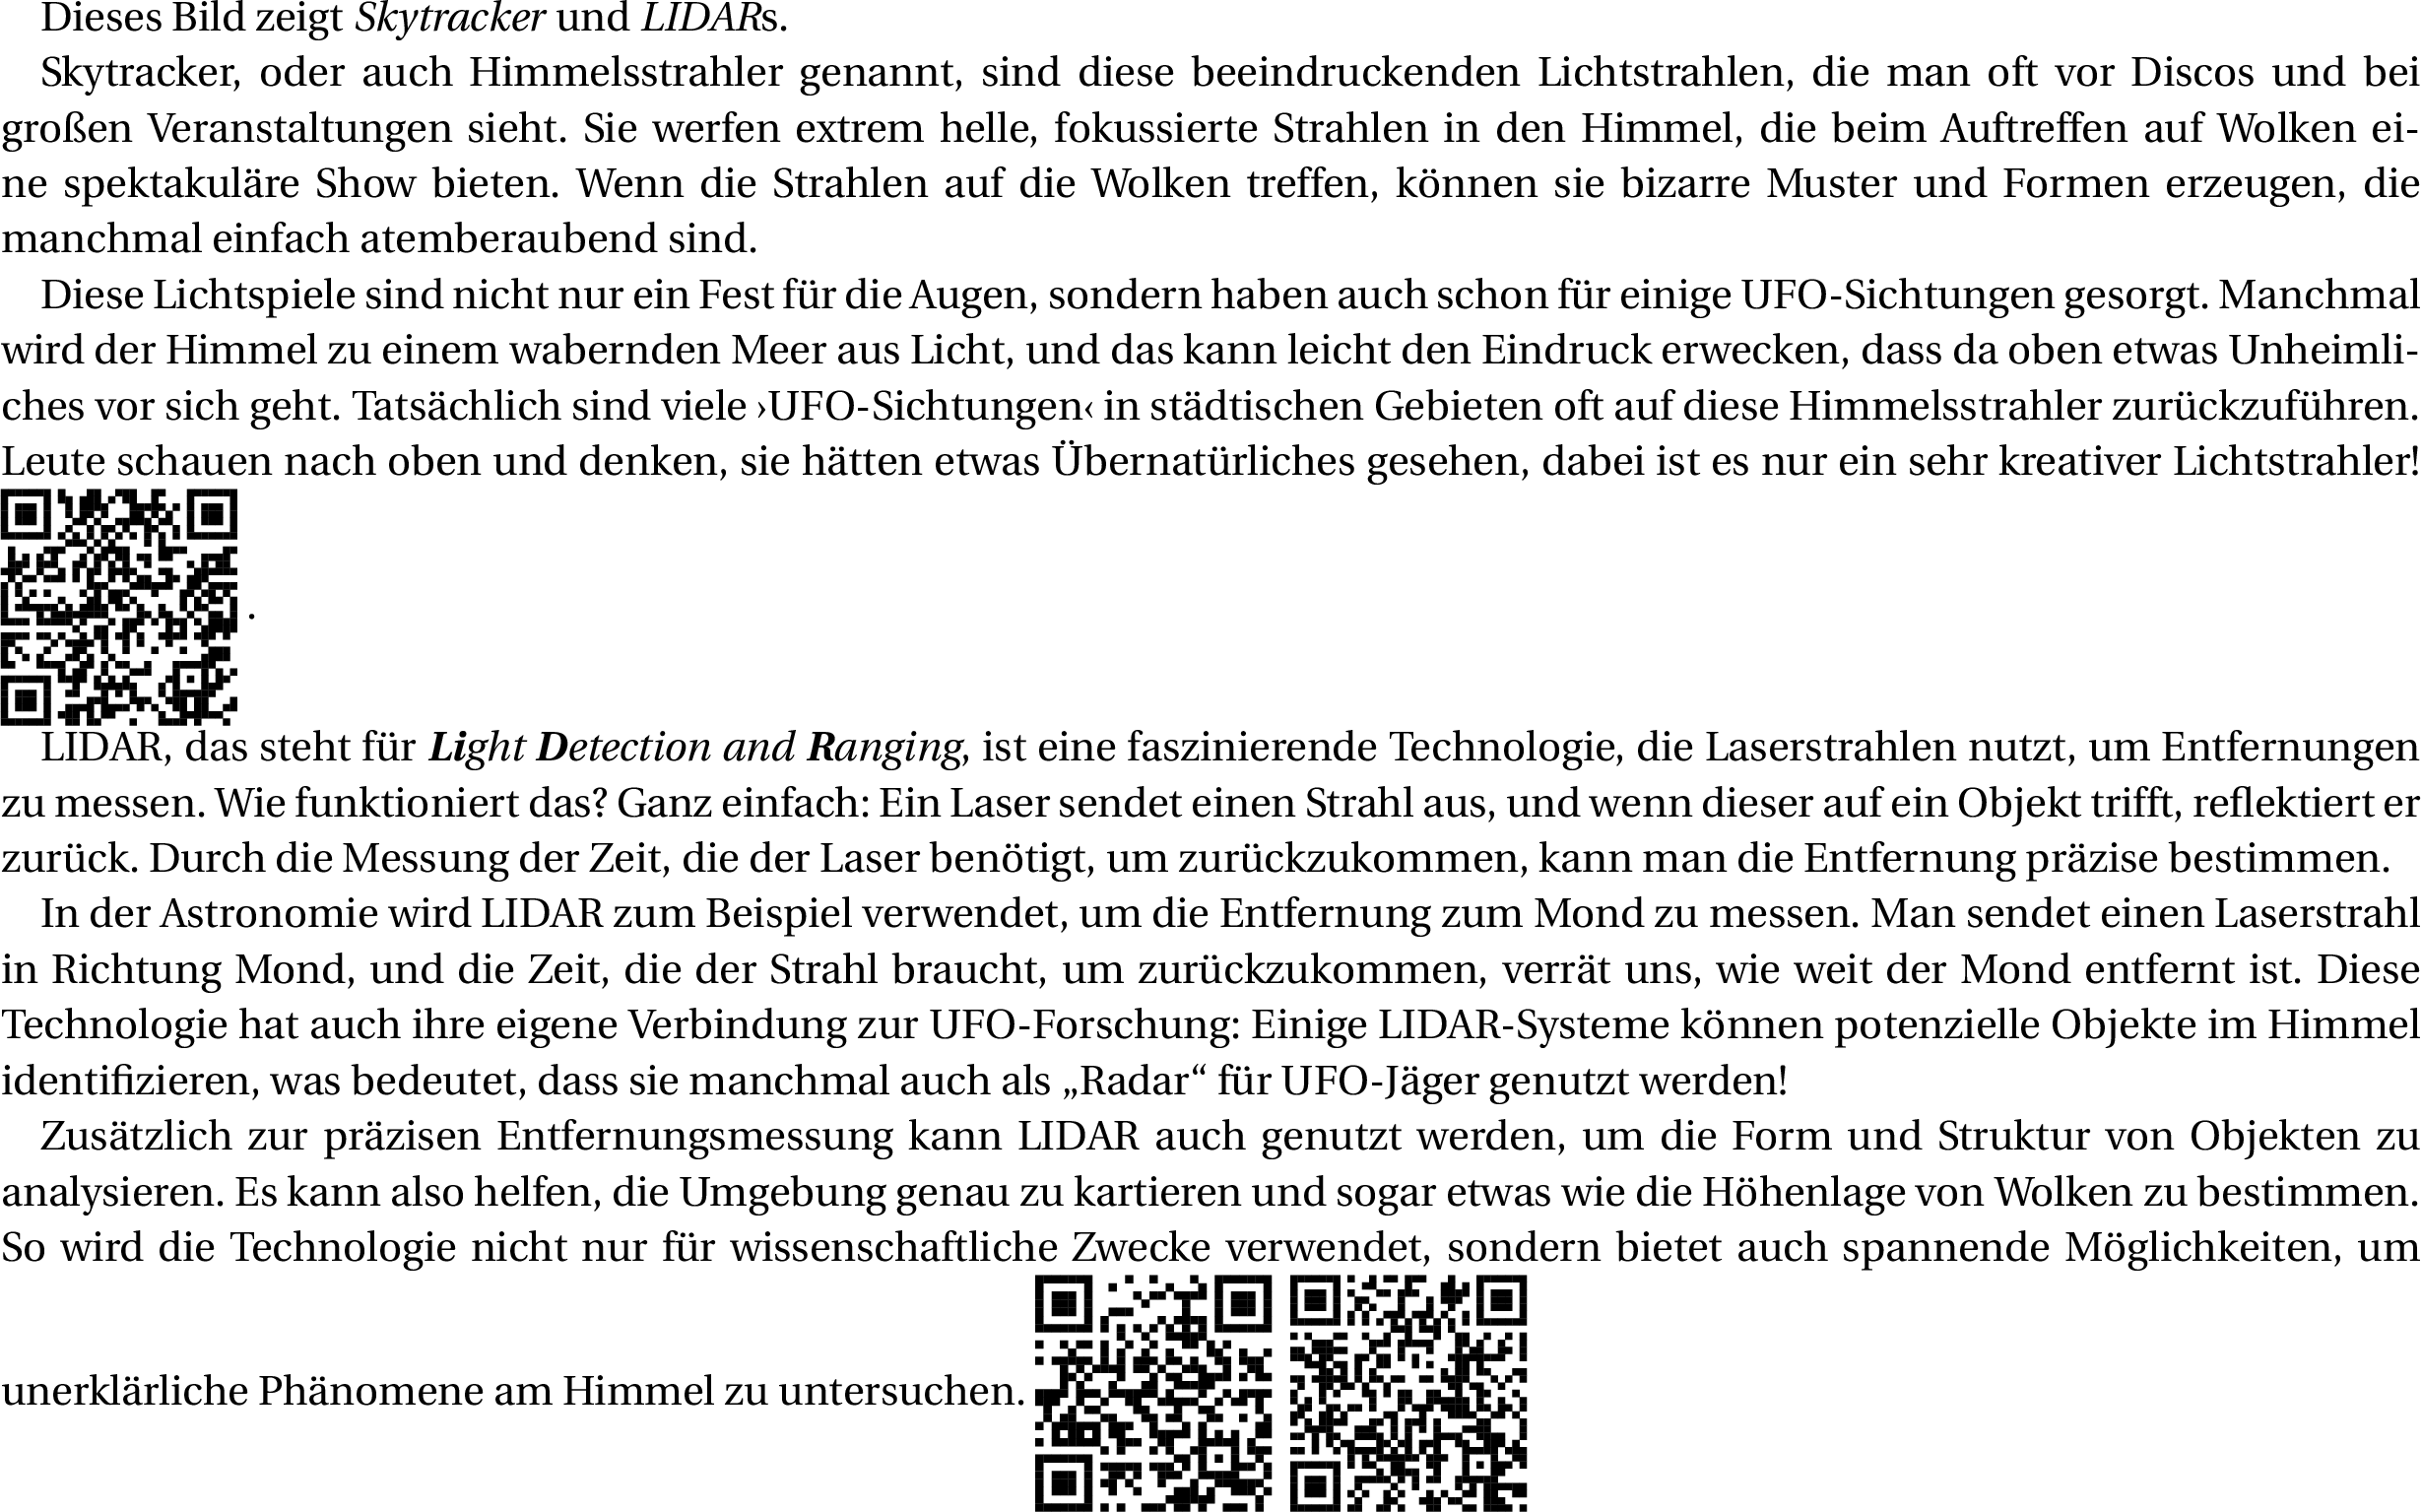 Dieses Bild zeigt Skytracker und LIDARs.
Skytracker, oder auch Himmelsstrahler genannt, sind diese beeindruckenden Lichtstrahlen, die man oft vor Discos und bei
großen Veranstaltungen sieht. Sie werfen extrem helle, fokussierte Strahlen in den Himmel, die beim Auftreffen auf Wolken ei-
ne spektakuläre Show bieten. Wenn die Strahlen auf die Wolken treffen, können sie bizarre Muster und Formen erzeugen, die
manchmal einfach atemberaubend sind.
Diese Lichtspiele sind nicht nur ein Fest für die Augen, sondern haben auch schon für einige UFO-Sichtungen gesorgt. Manchmal
wird der Himmel zu einem wabernden Meer aus Licht, und das kann leicht den Eindruck erwecken, dass da oben etwas Unheimli-
ches vor sich geht. Tatsächlich sind viele ›UFO-Sichtungen‹ in städtischen Gebieten oft auf diese Himmelsstrahler zurückzuführen.
Leute schauen nach oben und denken, sie hätten etwas Übernatürliches gesehen, dabei ist es nur ein sehr kreativer Lichtstrahler!
.
LIDAR, das steht für Light Detection and Ranging, ist eine faszinierende Technologie, die Laserstrahlen nutzt, um Entfernungen
zu messen. Wie funktioniert das? Ganz einfach: Ein Laser sendet einen Strahl aus, und wenn dieser auf ein Objekt trifft, reflektiert er
zurück. Durch die Messung der Zeit, die der Laser benötigt, um zurückzukommen, kann man die Entfernung präzise bestimmen.
In der Astronomie wird LIDAR zum Beispiel verwendet, um die Entfernung zum Mond zu messen. Man sendet einen Laserstrahl
in Richtung Mond, und die Zeit, die der Strahl braucht, um zurückzukommen, verrät uns, wie weit der Mond entfernt ist. Diese
Technologie hat auch ihre eigene Verbindung zur UFO-Forschung: Einige LIDAR-Systeme können potenzielle Objekte im Himmel
identifizieren, was bedeutet, dass sie manchmal auch als „Radar“ für UFO-Jäger genutzt werden!
Zusätzlich zur präzisen Entfernungsmessung kann LIDAR auch genutzt werden, um die Form und Struktur von Objekten zu
analysieren. Es kann also helfen, die Umgebung genau zu kartieren und sogar etwas wie die Höhenlage von Wolken zu bestimmen.
So wird die Technologie nicht nur für wissenschaftliche Zwecke verwendet, sondern bietet auch spannende Möglichkeiten, um
unerklärliche Phänomene am Himmel zu untersuchen.